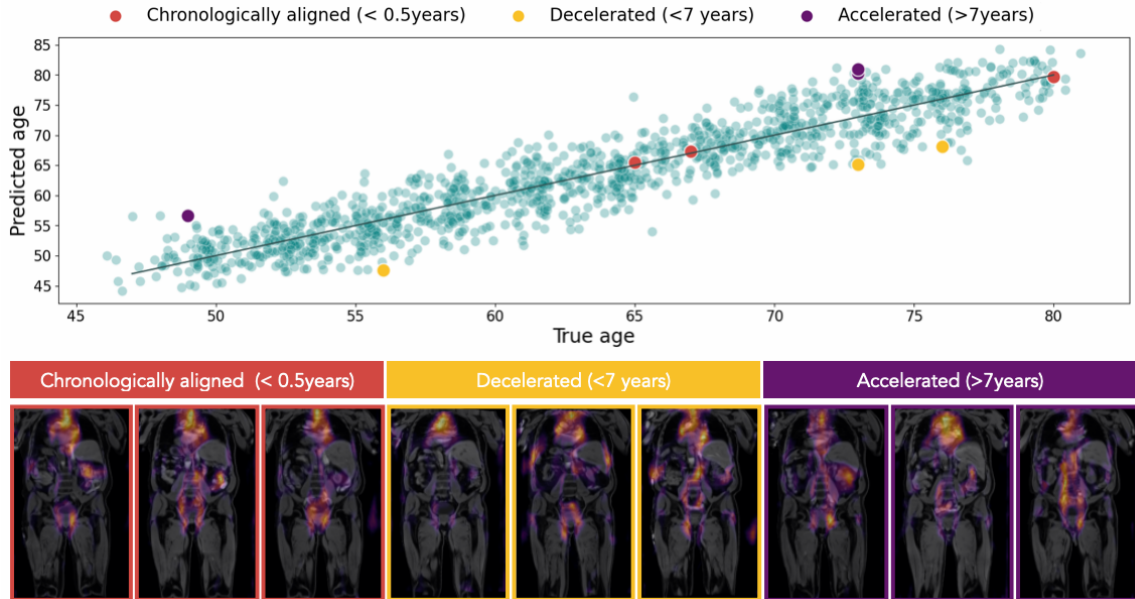 Chronologically aligned (< 0.5years) Decelerated (<7 years) Accelerated (>7years)
Predicted age
85
80
75
70
65
60
55
50
45
45 50 55 60 65 70 75 80
True age
Chronologically aligned (< 0.5years) Decelerated (<7 years) Accelerated (>7years)